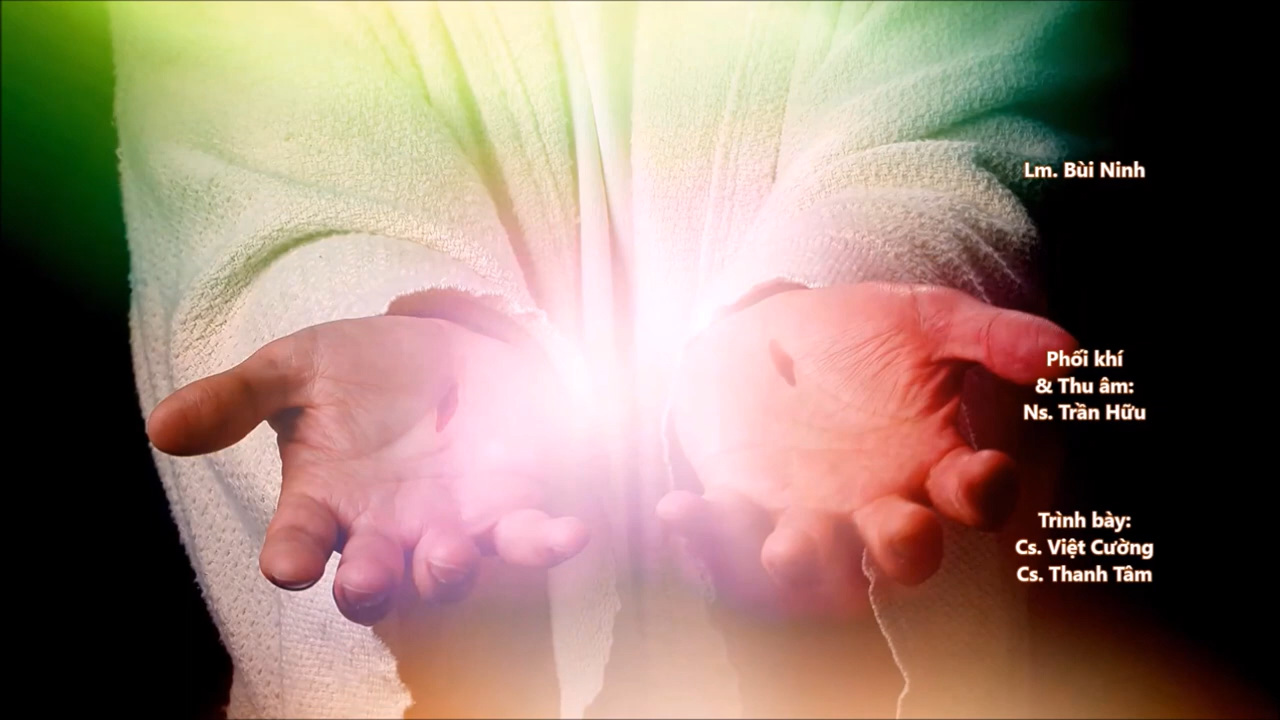 Lm. Bùi Ninh
Phối khí
& Thu âm:
Ns. Trần Hữu
Trình bày:
Cs. Việt Cường
Cs. Thanh Tâm